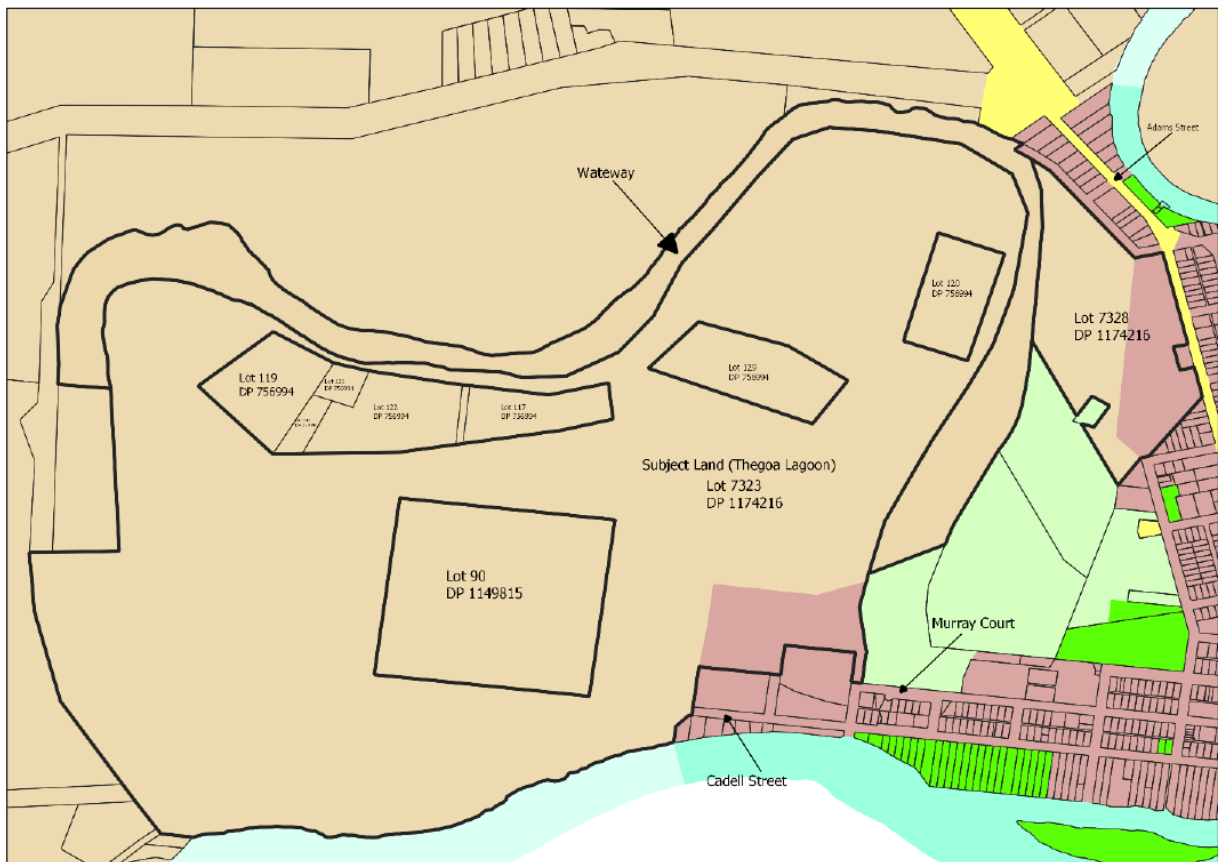 Adams Street
Wateway
Lot 120
DP 756994
Lot 7328
DP 1174216
Lot 119
DP 756994
Lot 129
DP 756994
Lot 122
DP 756994
Lot 117
DP 756994
Subject Land (Thegoa Lagoon)
Lot 7323
DP 1174216
Lot 90
DP 1149815
Murray Court
Cadell Street